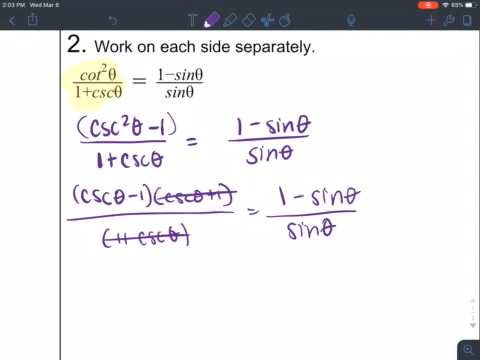 2:03 PM Wed Mar 6
65%
2. Work on each side separately.
cot²θ / 1+cscθ = 1−sinθ / sinθ
(csc²θ −1) / 1+cscθ = 1−sinθ / sinθ
(cscθ−1)(cscθ+1) / (1+cscθ) = 1−sinθ / sinθ